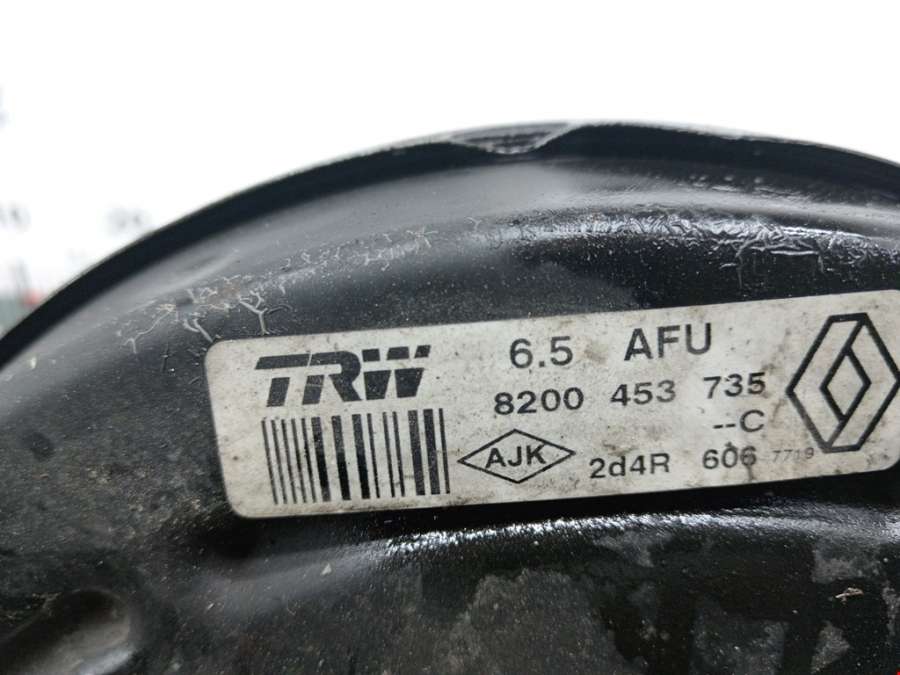 TRW 6.5 AFU
8200 453 735
--C
AJK 2d4R 606 7719